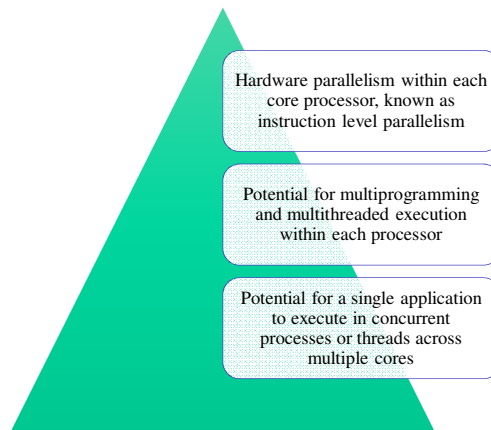 Hardware parallelism within each
core processor, known as
instruction level parallelism
Potential for multiprogramming
and multithreaded execution
within each processor
Potential for a single application
to execute in concurrent
processes or threads across
multiple cores